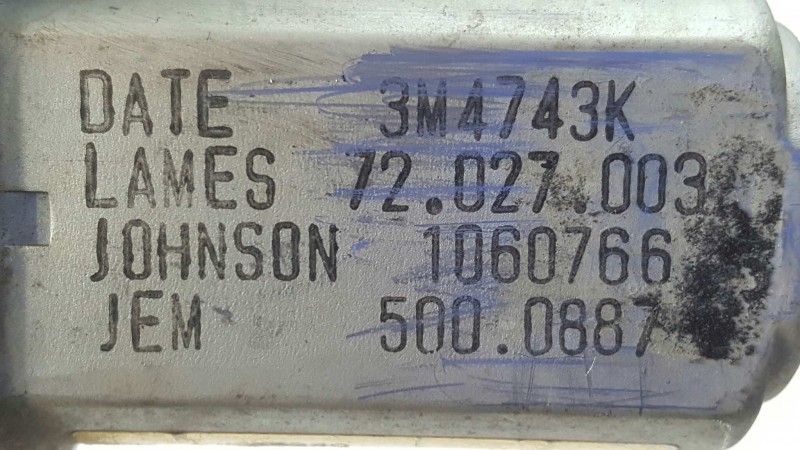 DATE 3M4743K
LAMES 72.027.003
JOHNSON 1060766
JEM 500.0887